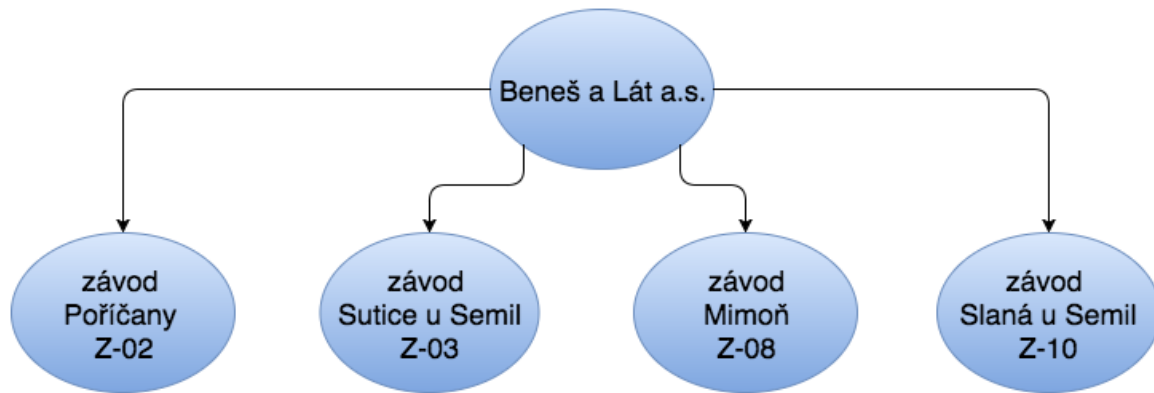 Beneš a Lát a.s.
závod
Poříčany
Z-02
závod
Sutice u Semil
Z-03
závod
Mimoň
Z-08
závod
Slaná u Semil
Z-10